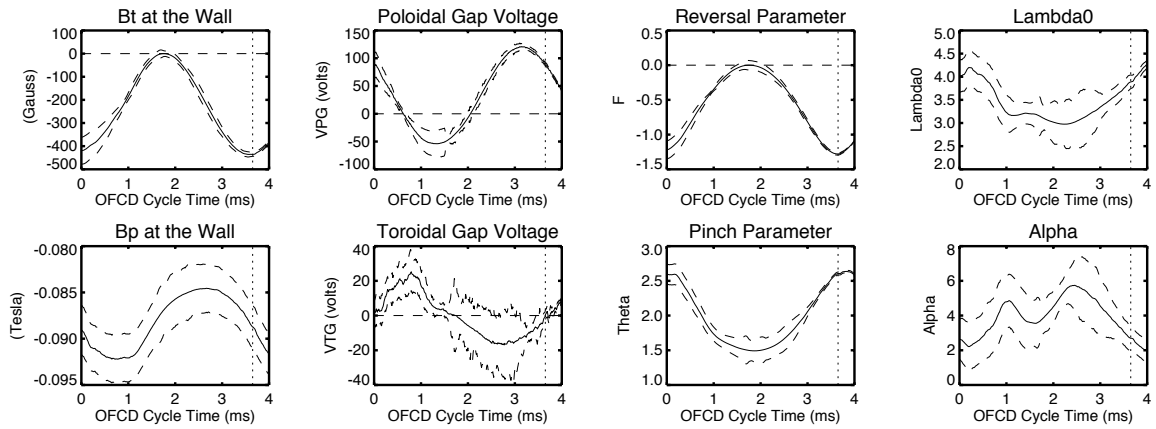 Bt at the Wall
(Gauss)
100
0
-100
-200
-300
-400
-500
0 1 2 3 4
OFCD Cycle Time (ms)
Poloidal Gap Voltage
VPG (volts)
150
100
50
0
-50
-100
0 1 2 3 4
OFCD Cycle Time (ms)
Reversal Parameter
F
0.5
0.0
-0.5
-1.0
-1.5
0 1 2 3 4
OFCD Cycle Time (ms)
Lambda0
Lambda0
5.0
4.5
4.0
3.5
3.0
2.5
2.0
0 1 2 3 4
OFCD Cycle Time (ms)
Bp at the Wall
(Tesla)
-0.080
-0.085
-0.090
-0.095
0 1 2 3 4
OFCD Cycle Time (ms)
Toroidal Gap Voltage
VTG (volts)
40
20
0
-20
-40
0 1 2 3 4
OFCD Cycle Time (ms)
Pinch Parameter
Theta
3.0
2.5
2.0
1.5
1.0
0 1 2 3 4
OFCD Cycle Time (ms)
Alpha
Alpha
8
6
4
2
0
0 1 2 3 4
OFCD Cycle Time (ms)